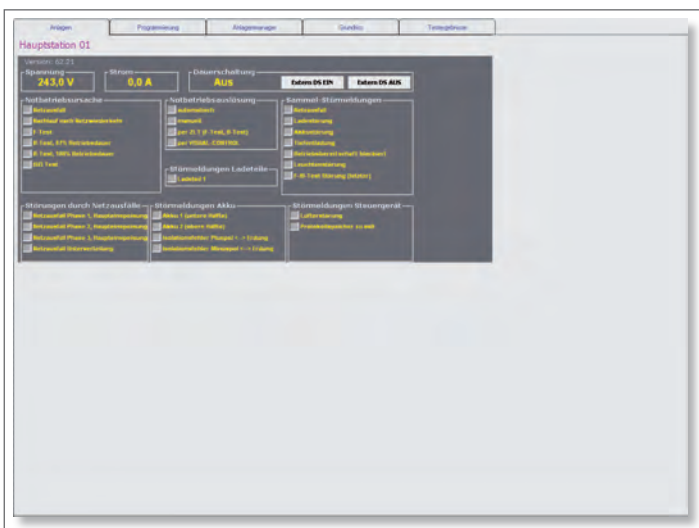 Anlagen
Programmierung
Anlagenmanager
Grundriss
Testergebnisse
Hauptstation 01
Version: 02.21
Spannung
243,0 V
Strom
0,0 A
Dauerschaltung
Aus
Extern DS EIN
Extern DS AUS
Notbetriebsursache
Netzausfall
Nachlauf nach Netzwiederkehr
F-Test
B-Test, 67% Betriebsdauer
B-Test, 100% Betriebsdauer
ISO Test
Notbetriebsauslösung
automatisch
manuell
per JLT (F-Test, B-Test)
per VISUAL-CONTROL
Störmeldungen Ladeteile
Ladeteil 1
Sammel-Störmeldungen
Netzausfall
Ladestörung
Akkustörung
Tiefentladung
Betriebsbereitschaft blockiert
Leuchtenstörung
F-/B-Test Störung (letzter)
Störungen durch Netzausfälle
Netzausfall Phase 1, Haupteinspeisung
Netzausfall Phase 2, Haupteinspeisung
Netzausfall Phase 3, Haupteinspeisung
Netzausfall Unterverteilung
Störmeldungen Akku
Akku 1 (untere Hälfte)
Akku 2 (obere Hälfte)
Isolationsfehler Pluspol <-> Erdung
Isolationsfehler Minuspol <-> Erdung
Störmeldungen Steuergerät
Lüfterstörung
Protokollspeicher zu voll